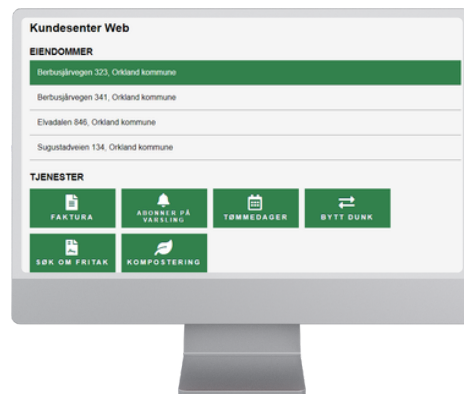 Kundesenter Web
EIENDOMMER
Berbusjårvegen 323, Orkland kommune
Berbusjårvegen 341, Orkland kommune
Elvadalen 846, Orkland kommune
Sugustadveien 134, Orkland kommune
TJENESTER
FAKTURA
ABONNER PÅ
VARSLING
TØMMEDAGER
BYTT DUNK
SØK OM FRITAK
KOMPOSTERING